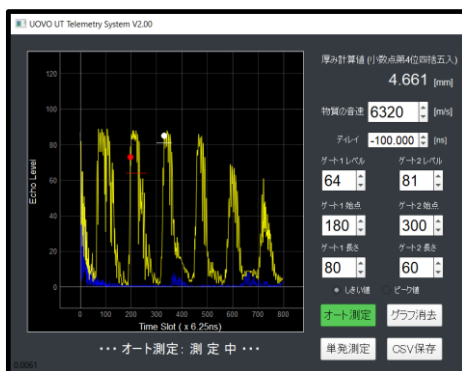 UOVO UT Telemetry System V2.00
厚み計算値 (小数点第4位四捨五入)
4.661 [mm]
物質の音速 6320 [m/s]
ディレイ -100.000 [ns]
ゲート1レベル ゲート2レベル
64 81
ゲート1 始点 ゲート2 始点
180 300
ゲート1 長さ ゲート2 長さ
80 60
しきい値 ピーク値
オート測定 グラフ消去
単発測定 CSV保存
120
100
80
60
40
20
0
Echo Level
0 100 200 300 400 500 600 700 800
Time Slot ( x 6.25ns)
••• オート測定: 測 定 中 •••
0.0061